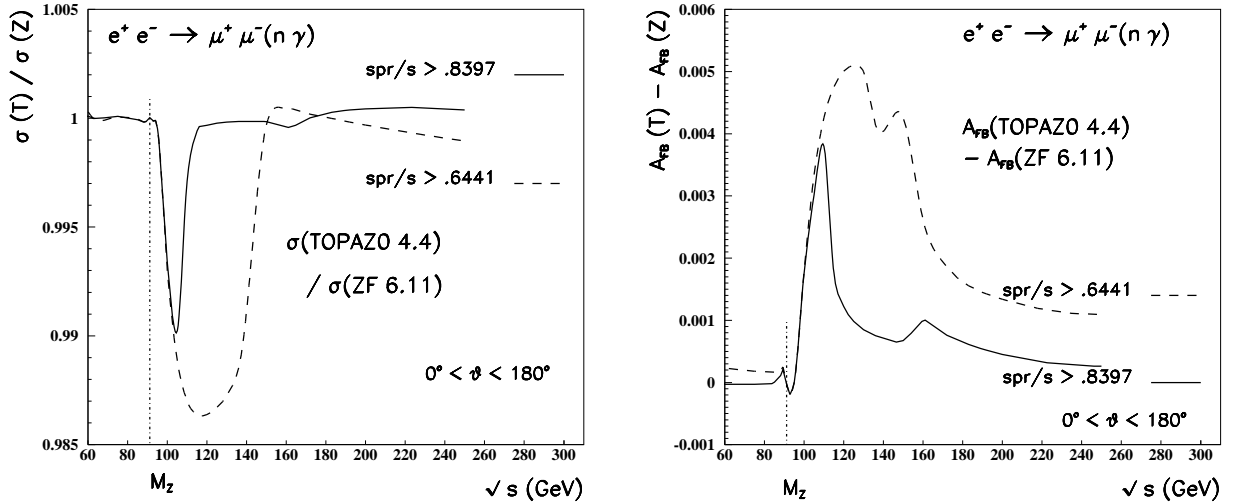 σ (T) / σ (Z)
e⁺ e⁻ → μ⁺ μ⁻(n γ)
spr/s > .8397
spr/s > .6441
σ(TOPAZ0 4.4)
/ σ(ZF 6.11)
0° < ϑ < 180°
1.005
1
0.995
0.99
0.985
60 80 100 120 140 160 180 200 220 240 260 280 300
M_Z
√ s (GeV)
A_FB (T) − A_FB (Z)
e⁺ e⁻ → μ⁺ μ⁻(n γ)
A_FB(TOPAZ0 4.4)
− A_FB(ZF 6.11)
spr/s > .6441
spr/s > .8397
0° < ϑ < 180°
0.006
0.005
0.004
0.003
0.002
0.001
0
-0.001
60 80 100 120 140 160 180 200 220 240 260 280 300
M_Z
√ s (GeV)